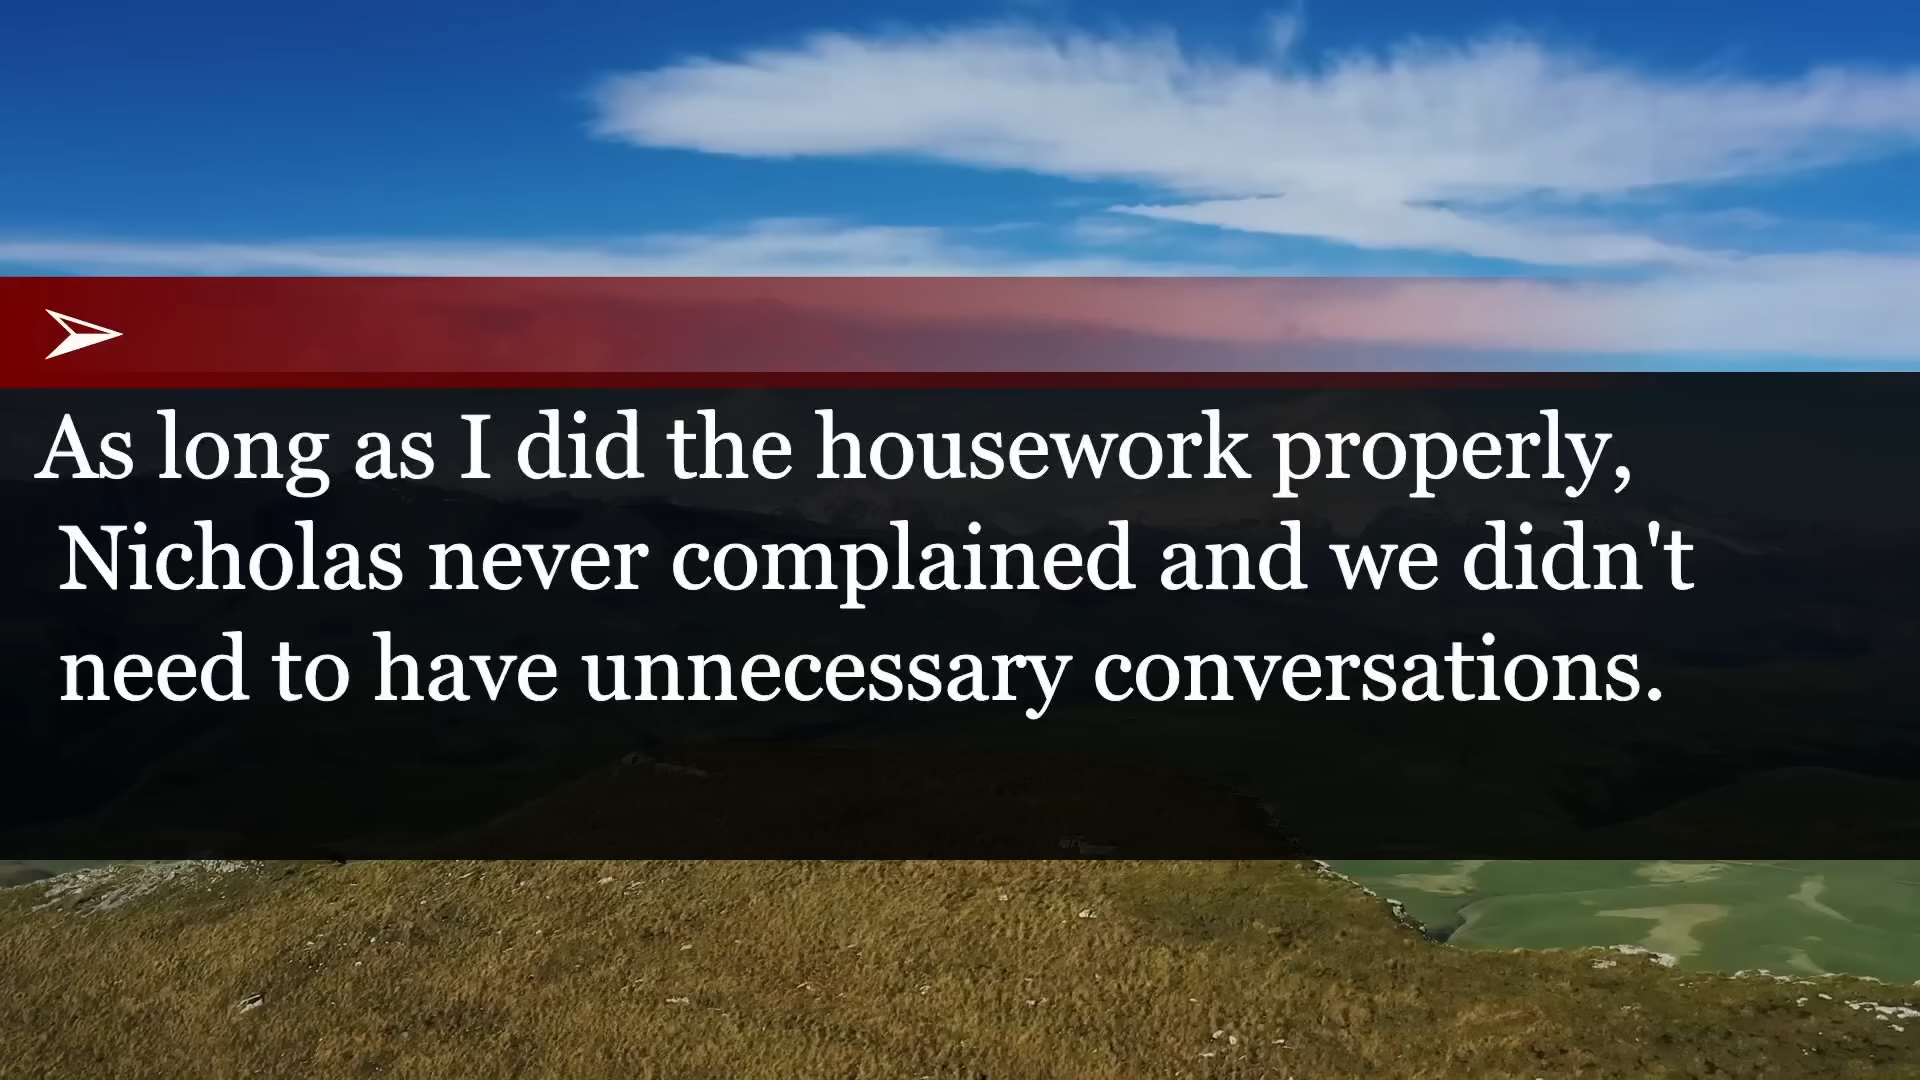 As long as I did the housework properly,
Nicholas never complained and we didn't
need to have unnecessary conversations.